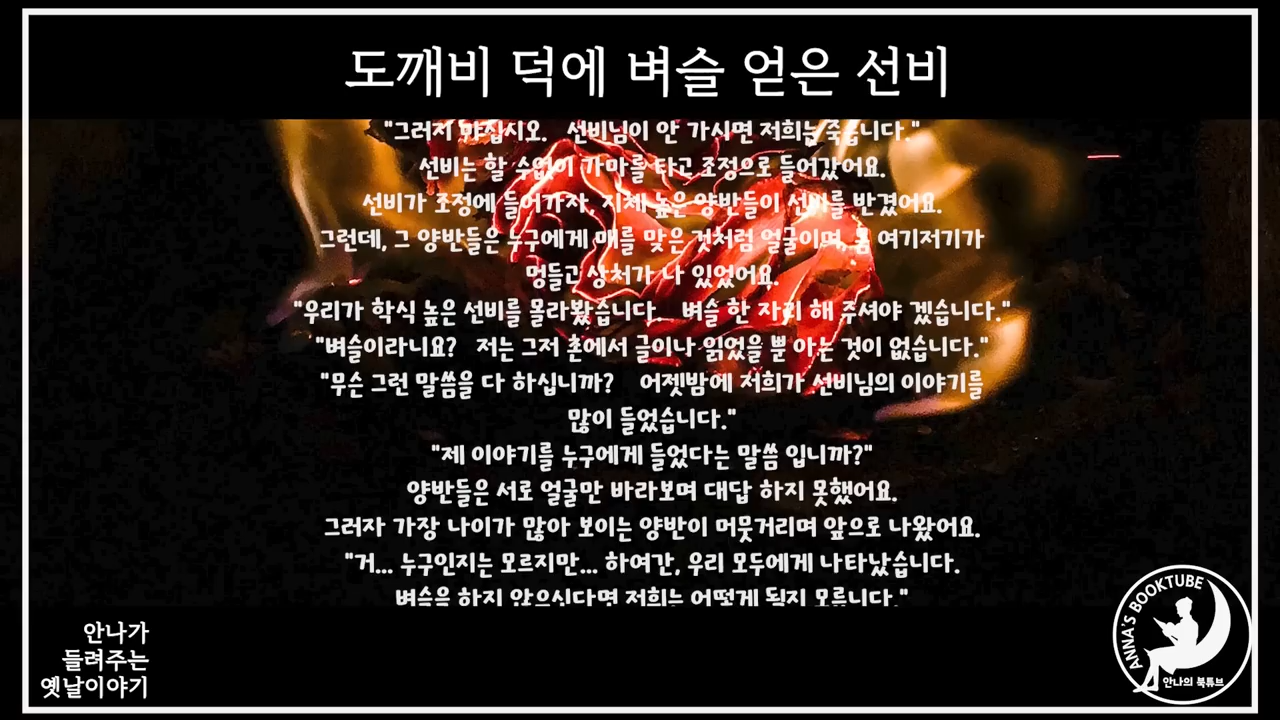 도깨비 덕에 벼슬 얻은 선비
"그러지 마십시오. 선비님이 안 가시면 저희는 죽습니다."
선비는 할 수없이 가마를 타고 조정으로 들어갔어요.
선비가 조정에 들어가자, 지체 높은 양반들이 선비를 반겼어요.
그런데, 그 양반들은 누구에게 매를 맞은 것처럼 얼굴이며, 몸 여기저기가
멍들고 상처가 나 있었어요.
"우리가 학식 높은 선비를 몰라봤습니다. 벼슬 한 자리 해 주셔야 겠습니다."
"벼슬이라니요? 저는 그저 촌에서 글이나 읽었을 뿐 아는 것이 없습니다."
"무슨 그런 말씀을 다 하십니까? 어젯밤에 저희가 선비님의 이야기를
많이 들었습니다."
"제 이야기를 누구에게 들었다는 말씀 입니까?"
양반들은 서로 얼굴만 바라보며 대답 하지 못했어요.
그러자 가장 나이가 많아 보이는 양반이 머뭇거리며 앞으로 나왔어요.
"거... 누구인지는 모르지만... 하여간, 우리 모두에게 나타났습니다.
벼슬을 하지 않으신다면 저희는 어떻게 될지 모릅니다."
안나가
들려주는
옛날이야기
ANNA'S BOOKTUBE
안나의 북튜브